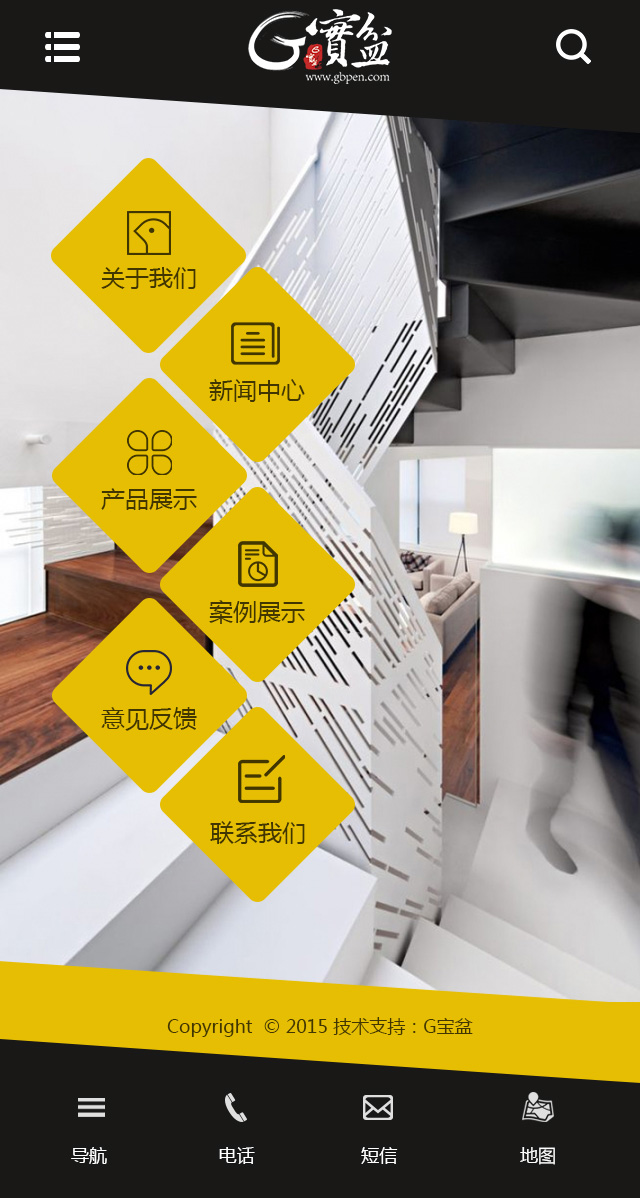 G寶盆
www.gbpen.com
关于我们
新闻中心
产品展示
案例展示
意见反馈
联系我们
Copyright © 2015 技术支持：G宝盆
导航
电话
短信
地图